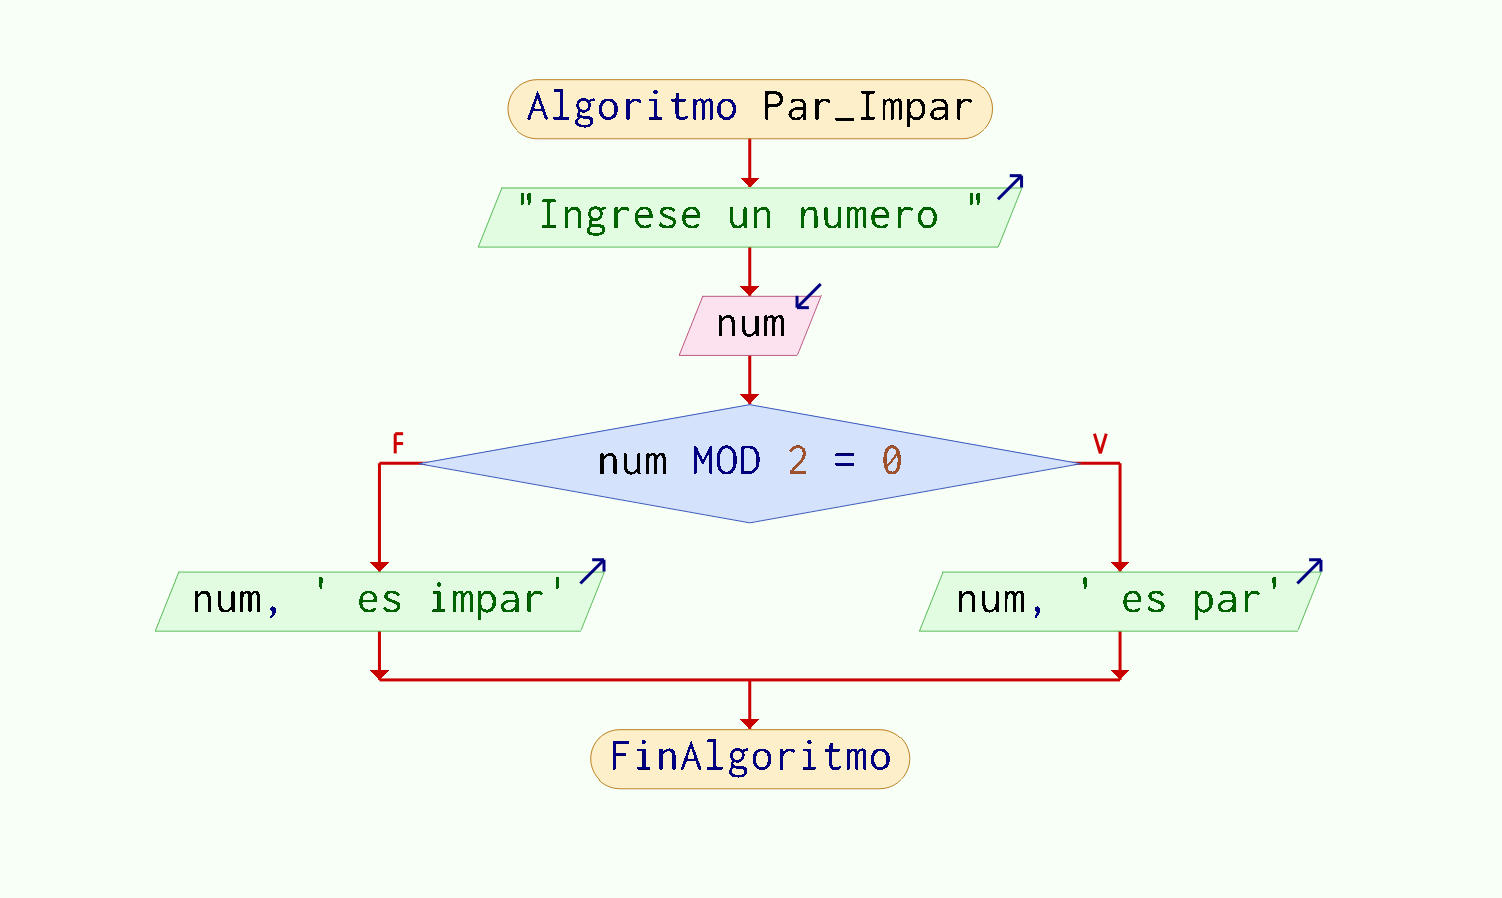 Algoritmo Par_Impar
"Ingrese un numero "
num
num MOD 2 = 0
F
V
num, ' es impar'
num, ' es par'
FinAlgoritmo